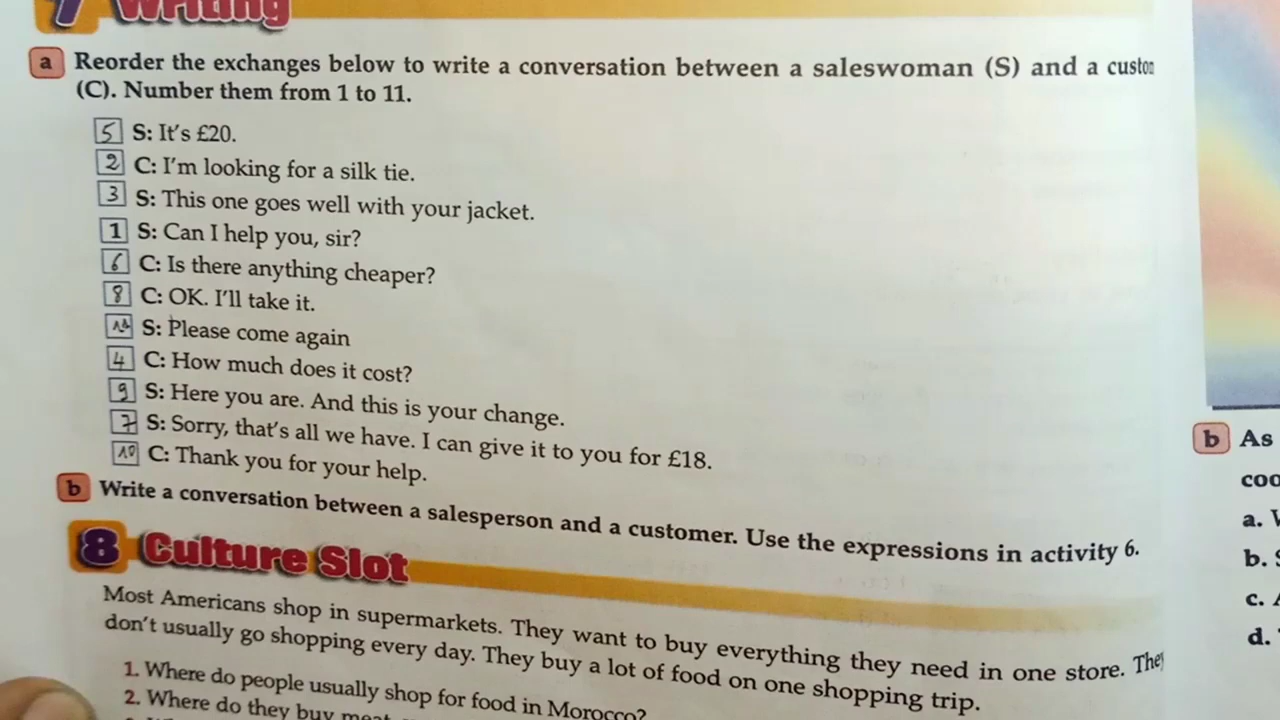 7 Writing
a Reorder the exchanges below to write a conversation between a saleswoman (S) and a
(C). Number them from 1 to 11.
5 S: It's £20.
2 C: I'm looking for a silk tie.
3 S: This one goes well with your jacket.
1 S: Can I help you, sir?
6 C: Is there anything cheaper?
8 C: OK. I'll take it.
S: Please come again
4 C: How much does it cost?
9 S: Here you are. And this is your change.
7 S: Sorry, that's all we have. I can give it to you for £18.
10 C: Thank you for your help.
b Write a conversation between a salesperson and a customer. Use the expressions in activity 6.
8 Culture Slot
Most Americans shop in supermarkets. They want to buy everything they need in one store. They
don't usually go shopping every day. They buy a lot of food on one shopping trip.
1. Where do people usually shop for food in Morocco?
2. Where do they buy meat
b As
a.
b.
c.
d.